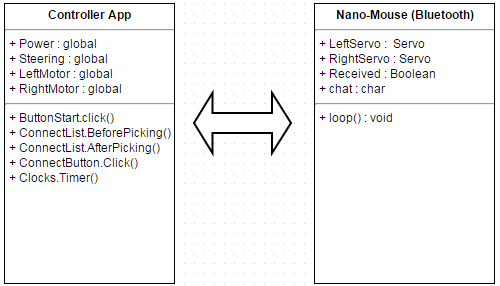 Controller App
+ Power : global
+ Steering : global
+ LeftMotor : global
+ RightMotor : global
+ ButtonStart.click()
+ ConnectList.BeforePicking()
+ ConnectList.AfterPicking()
+ ConnectButton.Click()
+ Clocks.Timer()
Nano-Mouse (Bluetooth)
+ LeftServo : Servo
+ RightServo : Servo
+ Received : Boolean
+ chat : char
+ loop() : void